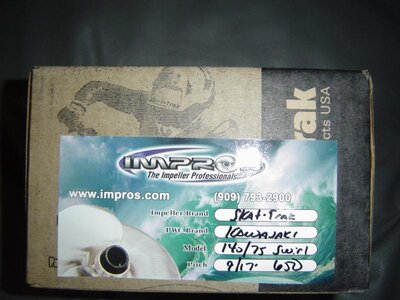 rak
cts USA
IMPROS
The Impeller Professionals
www.impros.com (909) 793-2900
Impeller Brand SKat-Trak
PWC Brand KAWASAKI
Model 140/75 Swirl
Pitch 9/17° 650